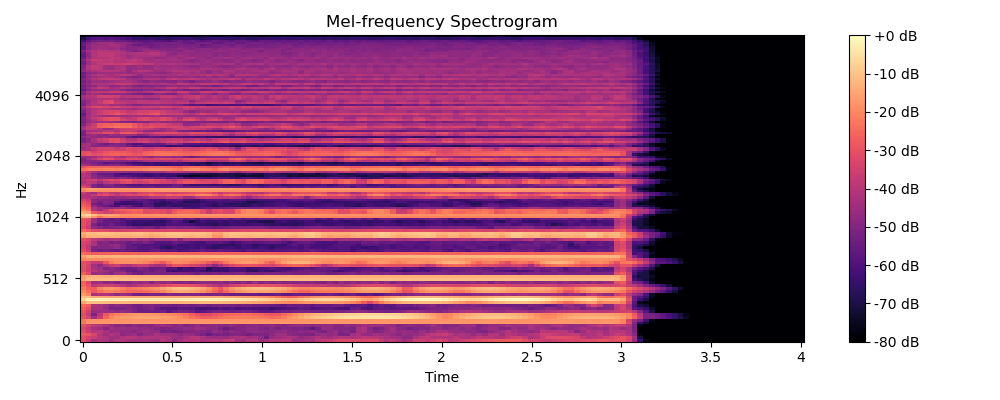 Mel-frequency Spectrogram
Hz
4096
2048
1024
512
0
0 0.5 1 1.5 2 2.5 3 3.5 4
Time
+0 dB
-10 dB
-20 dB
-30 dB
-40 dB
-50 dB
-60 dB
-70 dB
-80 dB